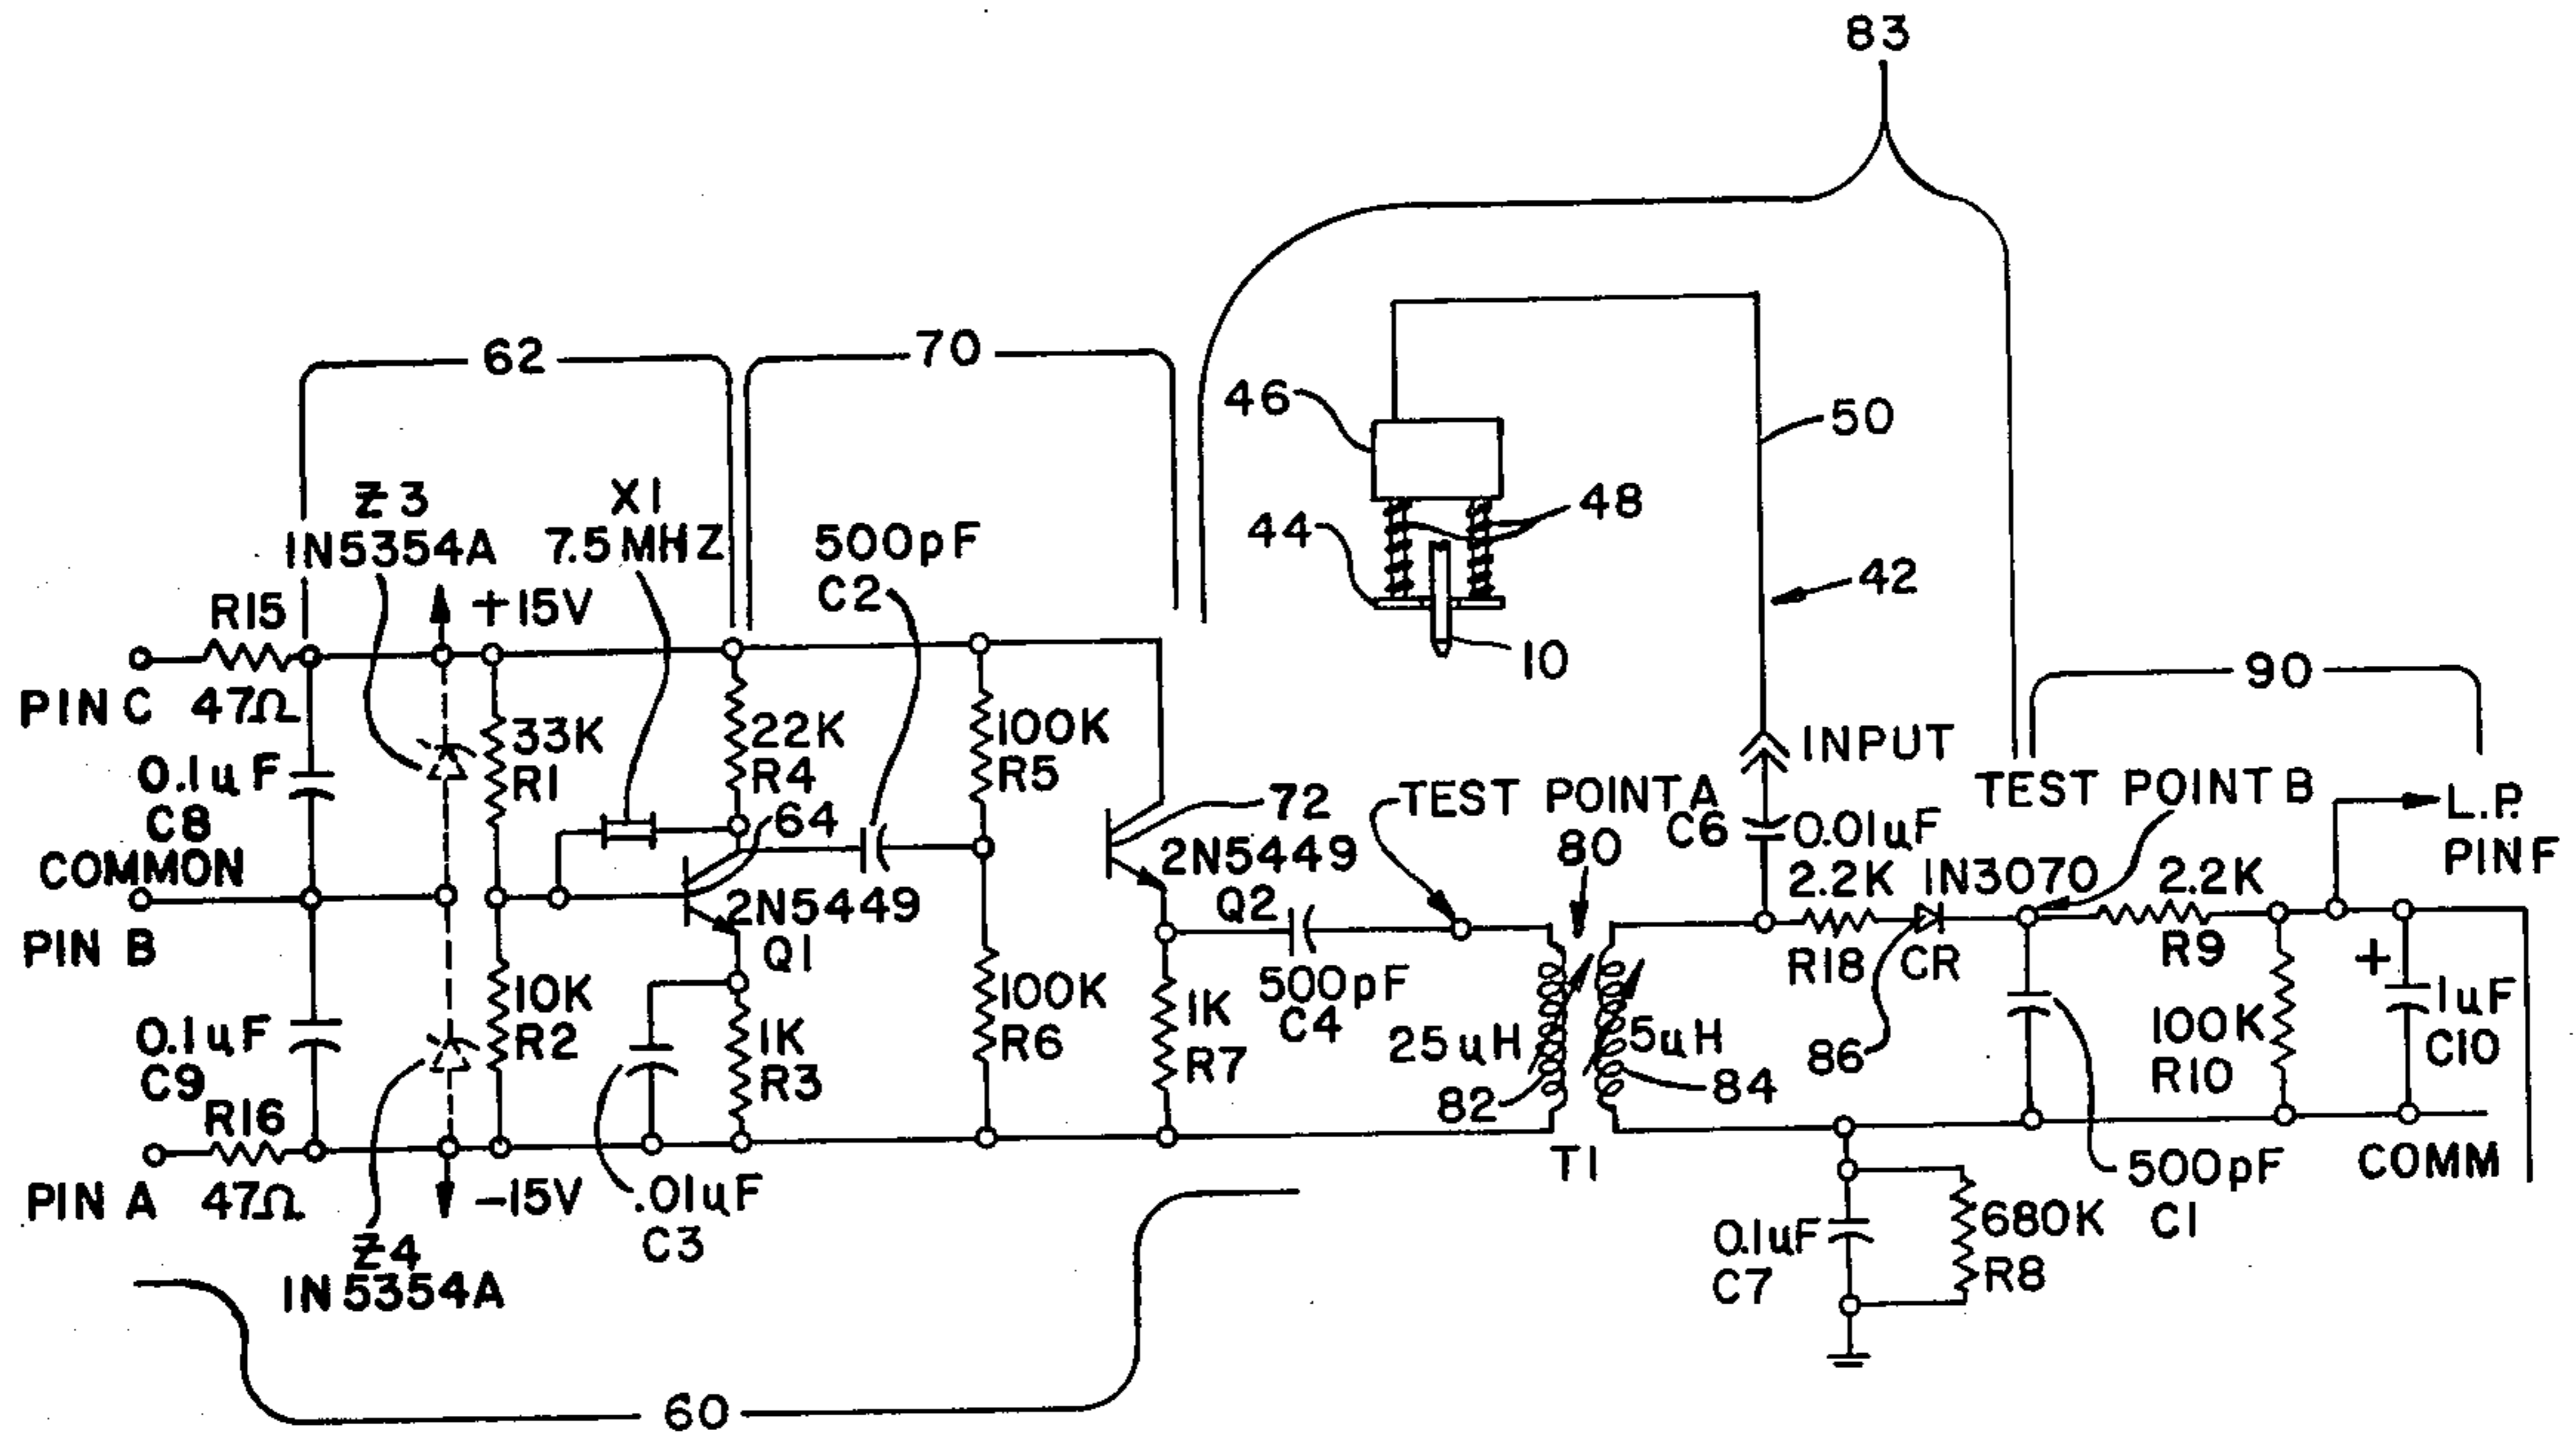 83
62
70
46
50
Z3
IN5354A
X1
7.5MHZ
500pF
C2
44
48
42
R15
+15V
10
PIN C 47Ω
90
33K
R1
22K
R4
100K
R5
INPUT
0.1uF
C8
64
72
TEST POINT A
TEST POINT B
L.P.
PIN F
COMMON
PIN B
2N5449
Q1
2N5449
Q2
80
C6 0.01uF
2.2K
R18
IN3070
CR
2.2K
R9
0.1uF
C9
10K
R2
1K
R3
100K
R6
1K
R7
500pF
C4
25uH
82
5uH
84
86
100K
R10
+
1uF
C10
R16
PIN A 47Ω
-15V
.01uF
C3
T1
500pF
C1
COMM
Z4
IN5354A
0.1uF
C7
680K
R8
60